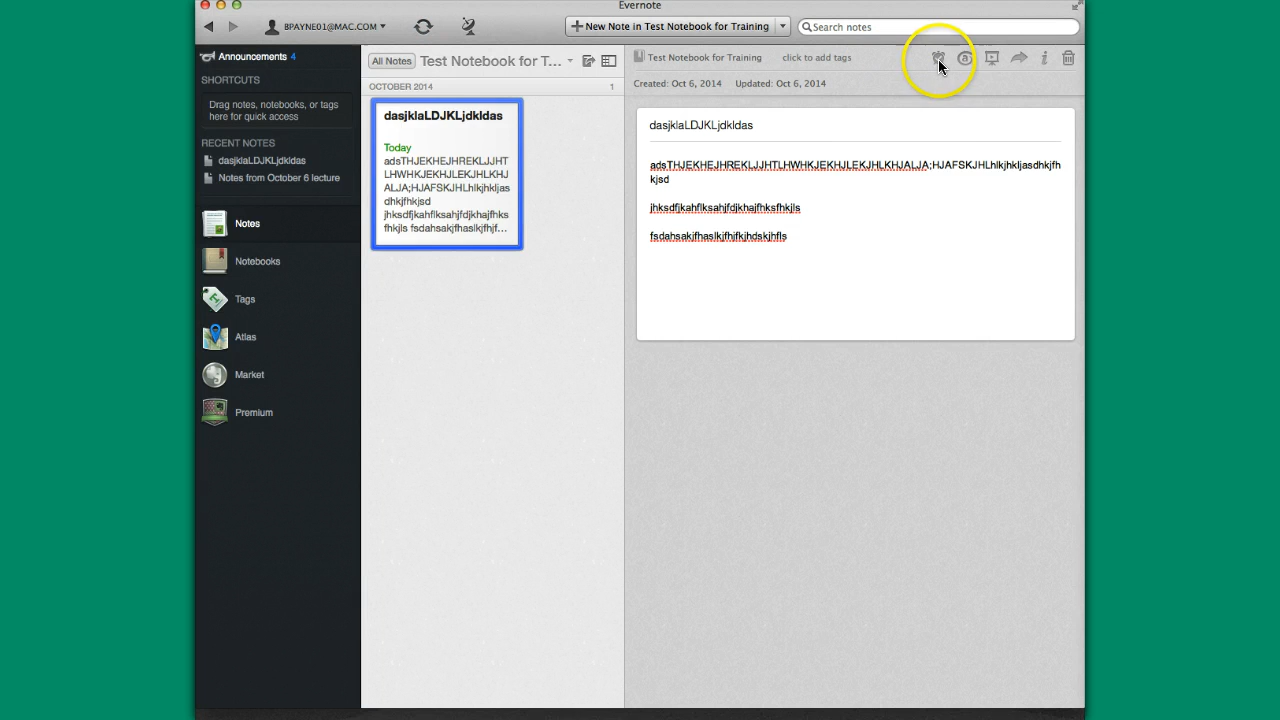 Evernote
BPAYNE01@MAC.COM
New Note in Test Notebook for Training
Search notes
Announcements 4
SHORTCUTS
Drag notes, notebooks, or tags
here for quick access
RECENT NOTES
dasjklaLDJKLjdkldas
Notes from October 6 lecture
Notes
Notebooks
Tags
Atlas
Market
Premium
All Notes Test Notebook for T...
OCTOBER 2014 1
dasjklaLDJKLjdkldas
Today
adsTHJEKHEJHREKLJJHT
LHWHKJEKHJLEKJHLKHJ
ALJA;HJAFSKJHLhlkjhkljas
dhkjfhkjsd
jhksdfjkahflksahjfdjkhajfhks
fhkjls fsdahsakjfhaslkjfhjf...
Test Notebook for Training click to add tags
Created: Oct 6, 2014 Updated: Oct 6, 2014
dasjklaLDJKLjdkldas
adsTHJEKHEJHREKLJJHTLHWHKJEKHJLEKJHLKHJALJA;HJAFSKJHLhlkjhkljasdhkjfh
kjsd
jhksdfjkahflksahjfdjkhajfhksfhkjls
fsdahsakjfhaslkjfhifkjhdskjhfls